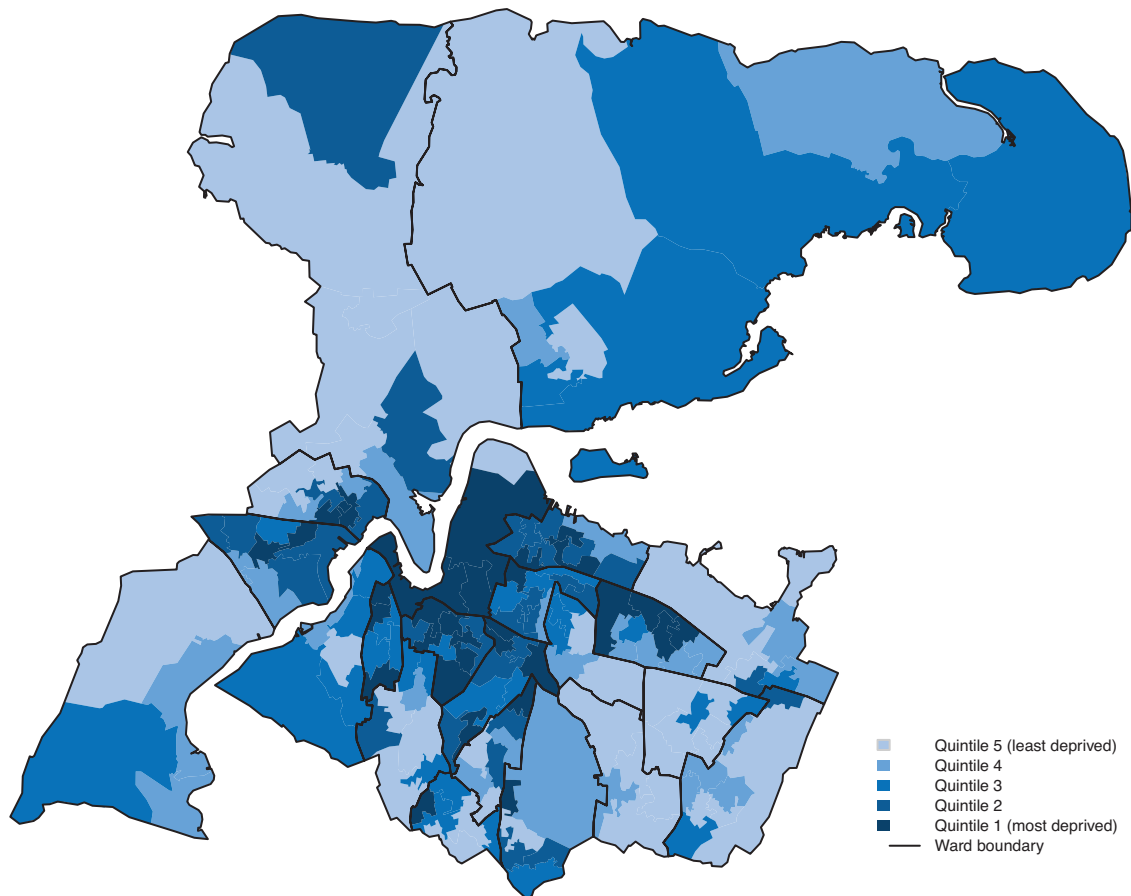 Quintile 5 (least deprived)
Quintile 4
Quintile 3
Quintile 2
Quintile 1 (most deprived)
Ward boundary